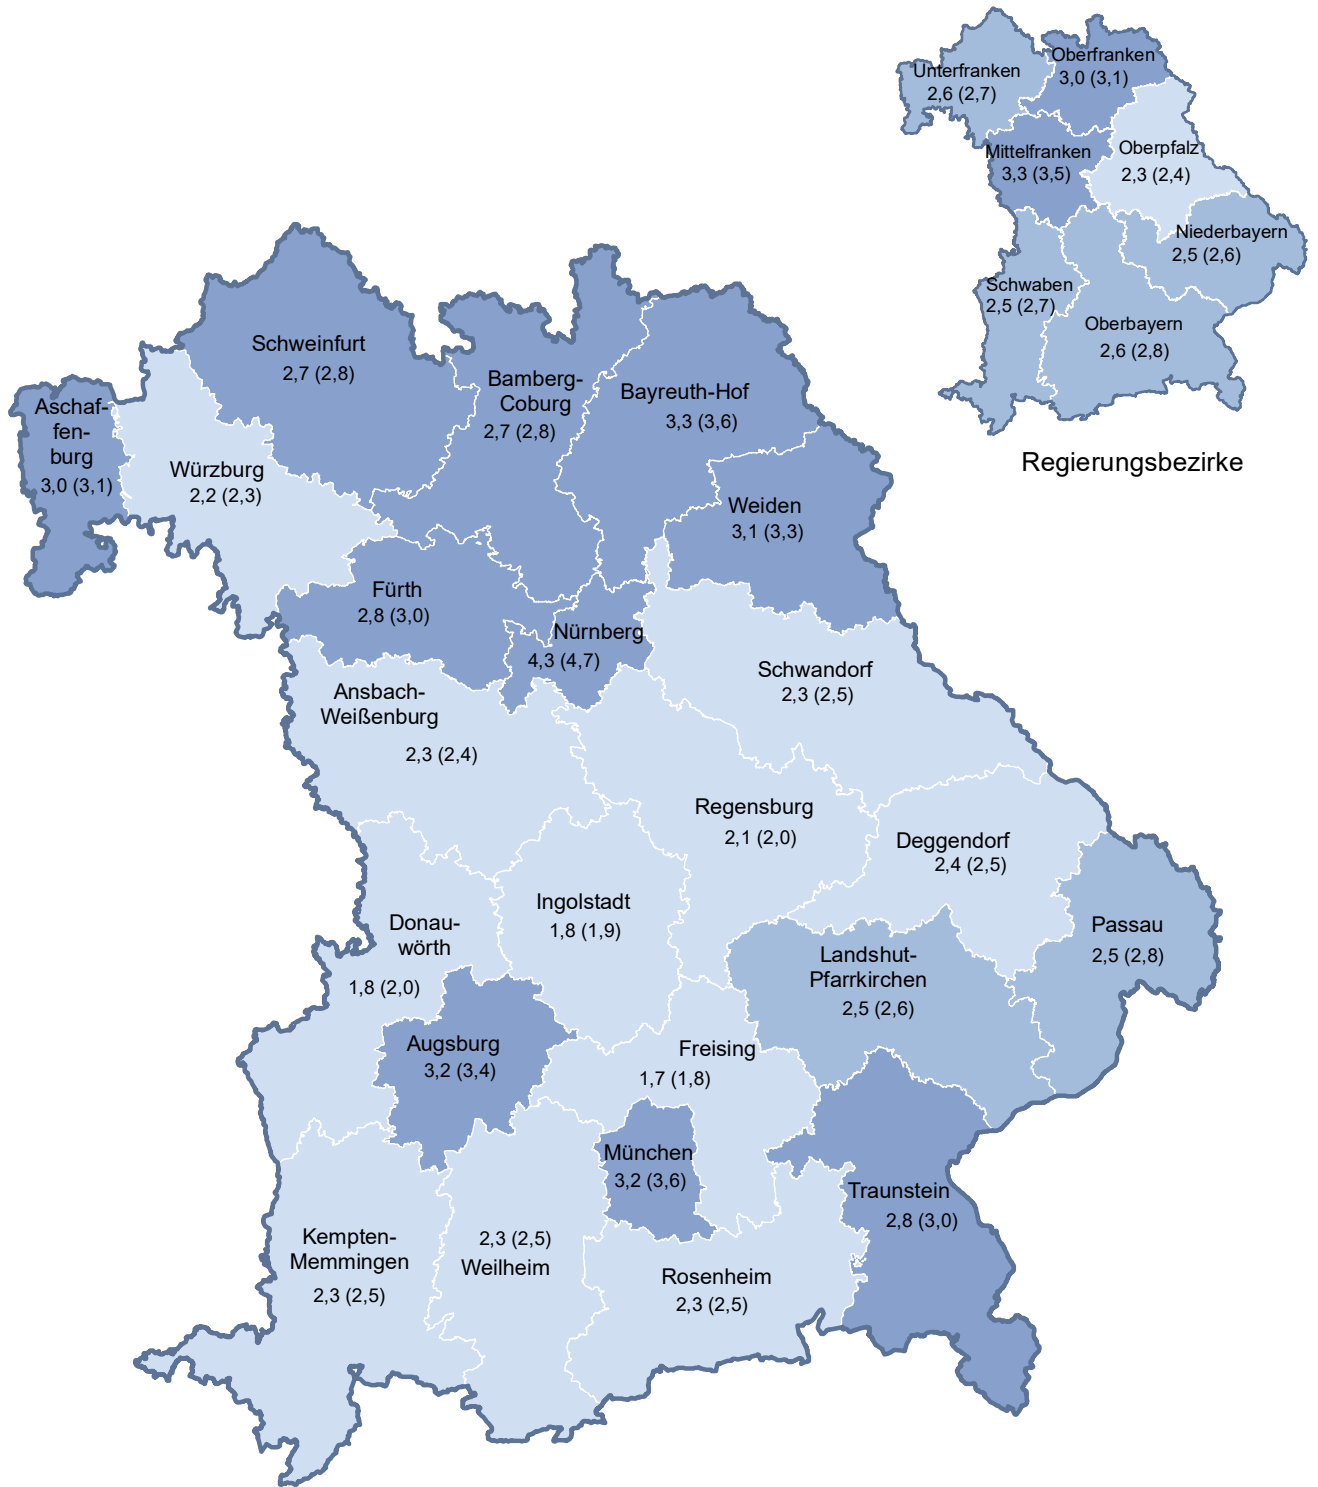 Oberfranken
3,0 (3,1)
Unterfranken
2,6 (2,7)
Mittelfranken
3,3 (3,5)
Oberpfalz
2,3 (2,4)
Niederbayern
2,5 (2,6)
Schwaben
2,5 (2,7)
Oberbayern
2,6 (2,8)
Regierungsbezirke
Schweinfurt
2,7 (2,8)
Bamberg-
Coburg
2,7 (2,8)
Bayreuth-Hof
3,3 (3,6)
Aschaf-
fen-
burg
3,0 (3,1)
Würzburg
2,2 (2,3)
Weiden
3,1 (3,3)
Fürth
2,8 (3,0)
Nürnberg
4,3 (4,7)
Ansbach-
Weißenburg
2,3 (2,4)
Schwandorf
2,3 (2,5)
Regensburg
2,1 (2,0)
Deggendorf
2,4 (2,5)
Ingolstadt
1,8 (1,9)
Donau-
wörth
1,8 (2,0)
Passau
2,5 (2,8)
Landshut-
Pfarrkirchen
2,5 (2,6)
Augsburg
3,2 (3,4)
Freising
1,7 (1,8)
München
3,2 (3,6)
Traunstein
2,8 (3,0)
Kempten-
Memmingen
2,3 (2,5)
2,3 (2,5)
Weilheim
Rosenheim
2,3 (2,5)